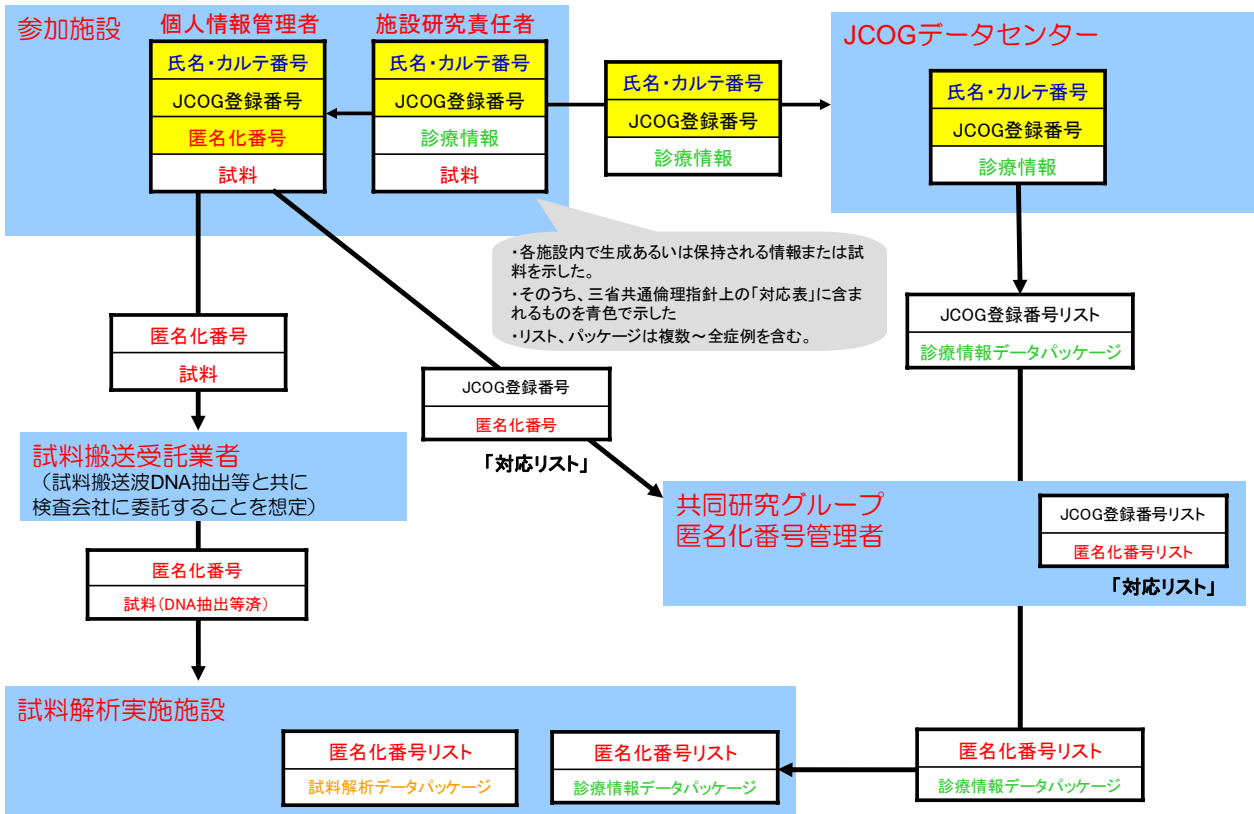 参加施設
個人情報管理者
氏名・カルテ番号
JCOG登録番号
匿名化番号
試料
施設研究責任者
氏名・カルテ番号
JCOG登録番号
診療情報
試料
氏名・カルテ番号
JCOG登録番号
診療情報
JCOGデータセンター
氏名・カルテ番号
JCOG登録番号
診療情報
・各施設内で生成あるいは保持される情報または試
料を示した。
・そのうち、三省共通倫理指針上の「対応表」に含ま
れるものを青色で示した
・リスト、パッケージは複数～全症例を含む。
JCOG登録番号リスト
診療情報データパッケージ
匿名化番号
試料
JCOG登録番号
匿名化番号
「対応リスト」
試料搬送受託業者
（試料搬送波DNA抽出等と共に
検査会社に委託することを想定）
共同研究グループ
匿名化番号管理者
JCOG登録番号リスト
匿名化番号リスト
「対応リスト」
匿名化番号
試料（DNA抽出等済）
試料解析実施施設
匿名化番号リスト
試料解析データパッケージ
匿名化番号リスト
診療情報データパッケージ
匿名化番号リスト
診療情報データパッケージ